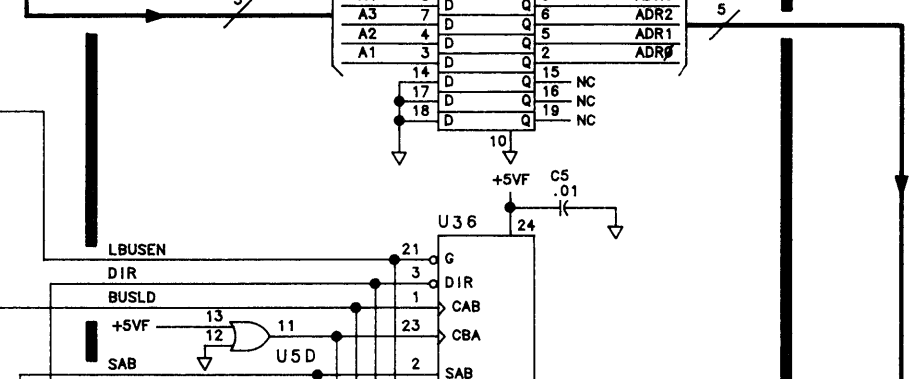 5 5
A3 7 D Q 6 ADR2
A2 4 D Q 5 ADR1
A1 3 D Q 2 ADR0
14 D Q 15 NC
17 D Q 16 NC
18 D Q 19 NC
10
+5VF C5
.01
U36 24
LBUSEN 21 G
DIR 3 DIR
BUSLD 1 CAB
+5VF 13 11 23 CBA
12
U5D
SAB 2 SAB